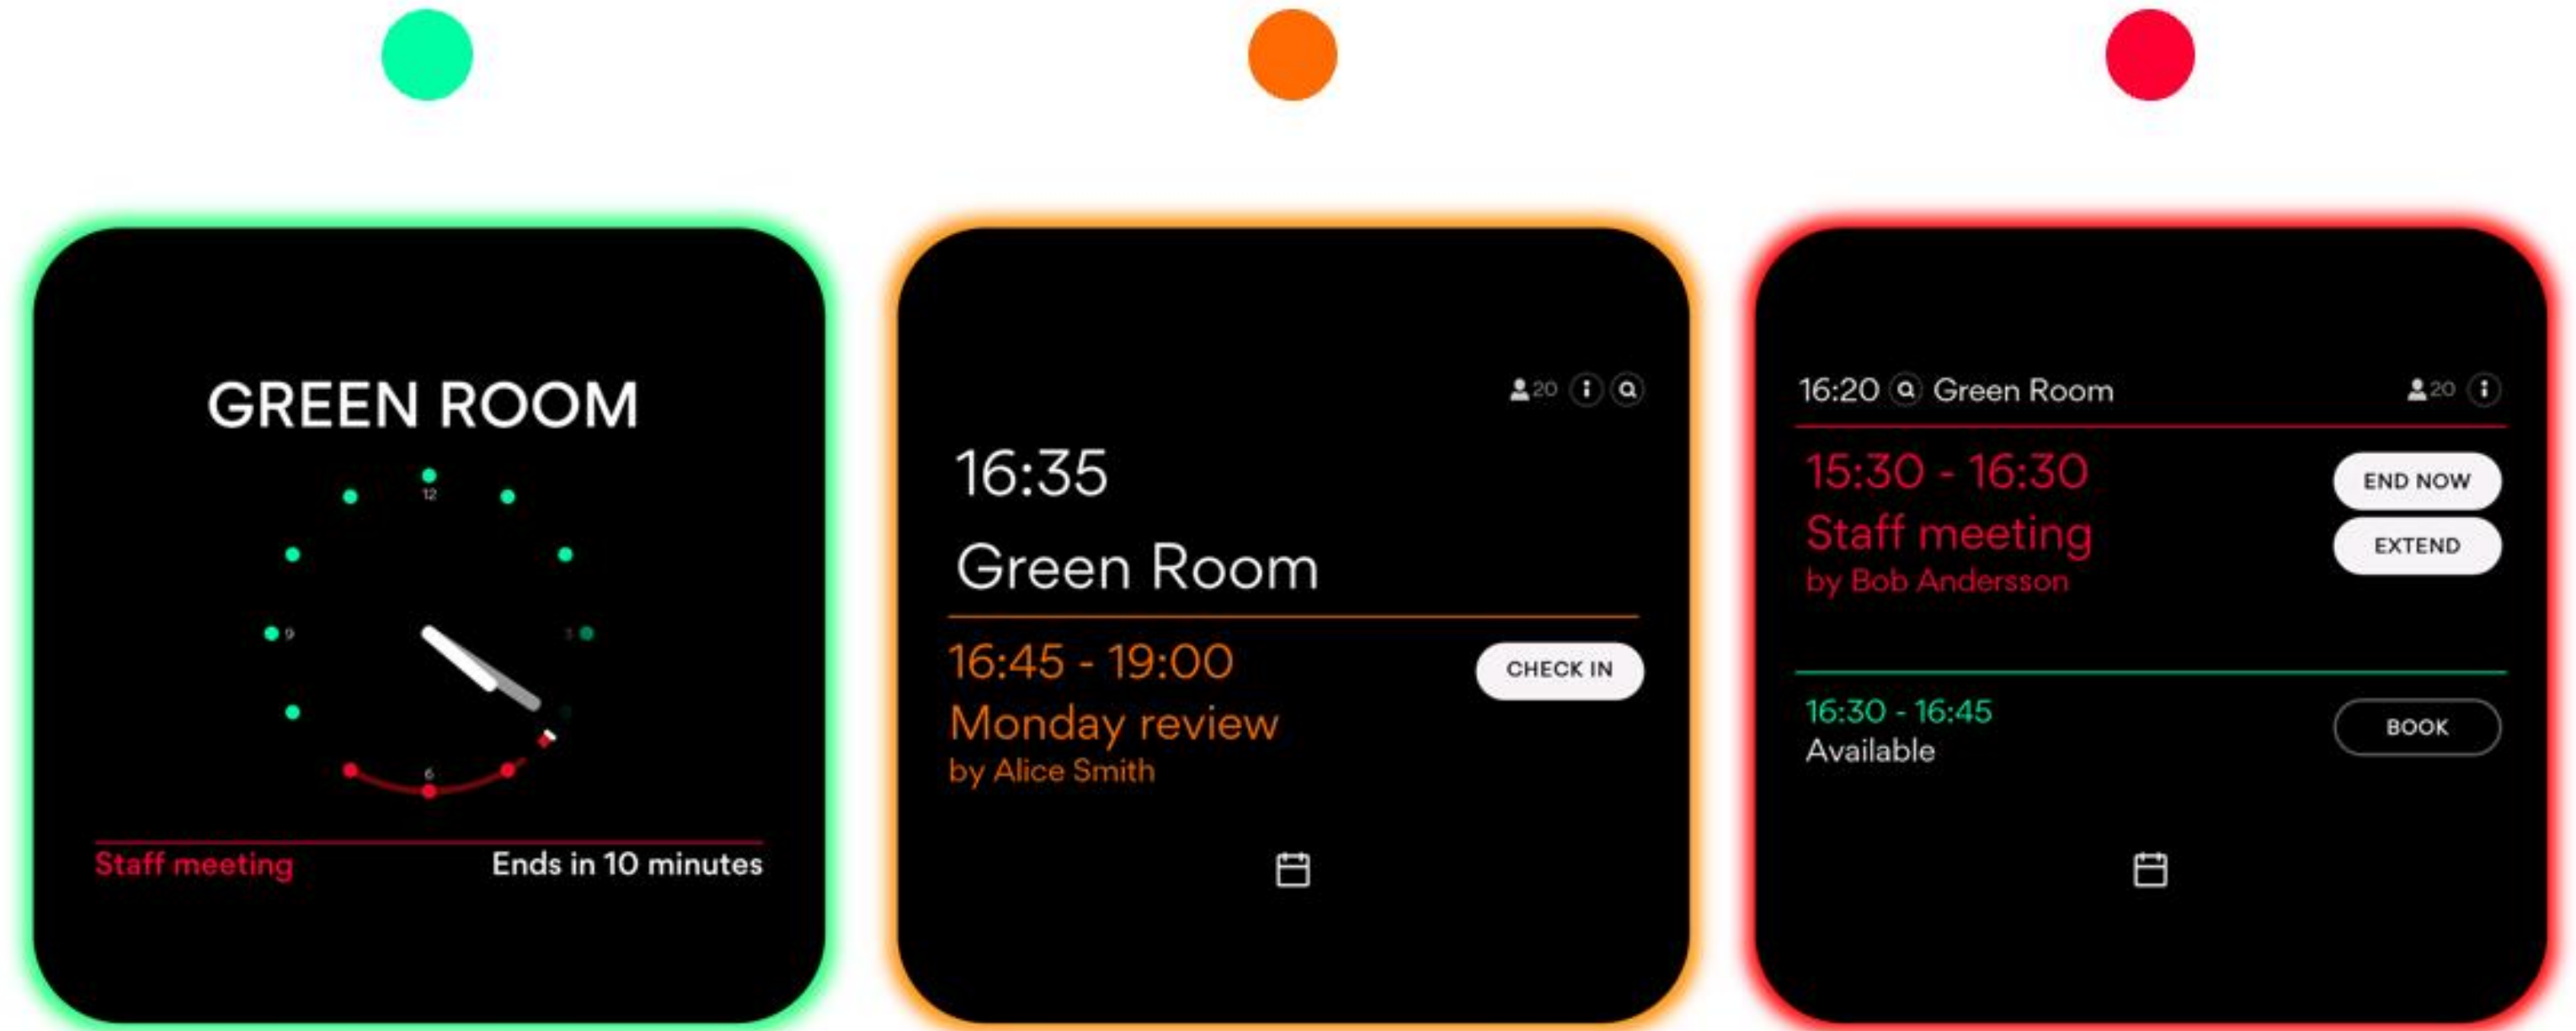 GREEN ROOM
12
9
3
6
Staff meeting
Ends in 10 minutes
20
16:35
Green Room
16:45 - 19:00
CHECK IN
Monday review
by Alice Smith
16:20 Green Room
20
15:30 - 16:30
END NOW
Staff meeting
EXTEND
by Bob Andersson
16:30 - 16:45
BOOK
Available